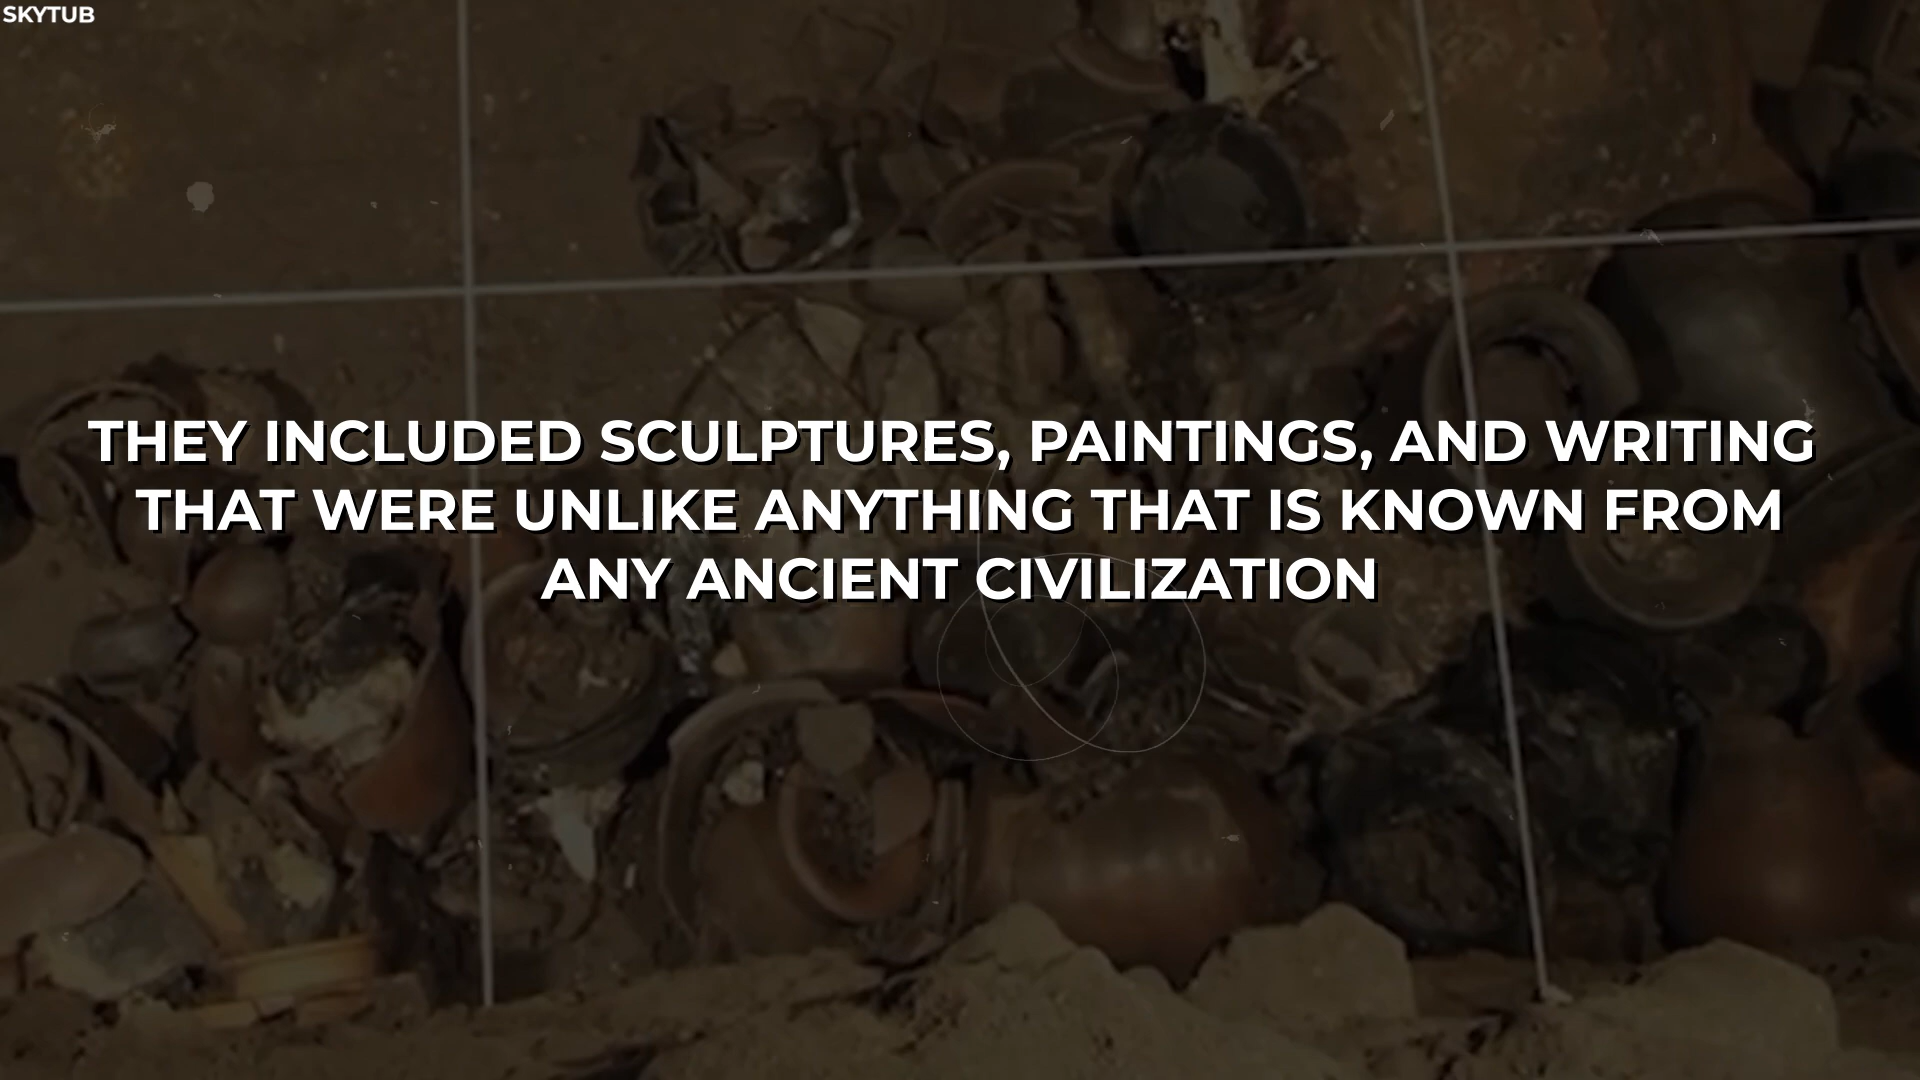 SKYTUB
THEY INCLUDED SCULPTURES, PAINTINGS, AND WRITING
THAT WERE UNLIKE ANYTHING THAT IS KNOWN FROM
ANY ANCIENT CIVILIZATION